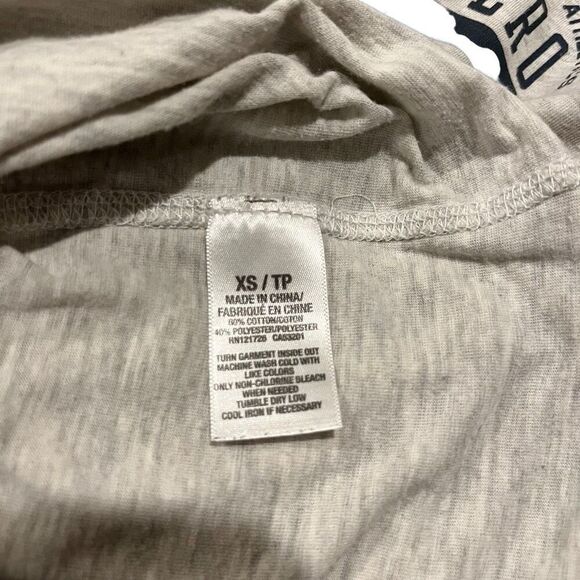 ERO
XS / TP
MADE IN CHINA/
FABRIQUÉ EN CHINE
60% COTTON/COTON
40% POLYESTER/POLYESTER
RN121726 CA53201
TURN GARMENT INSIDE OUT
MACHINE WASH COLD WITH
LIKE COLORS
ONLY NON-CHLORINE BLEACH
WHEN NEEDED
TUMBLE DRY LOW
COOL IRON IF NECESSARY